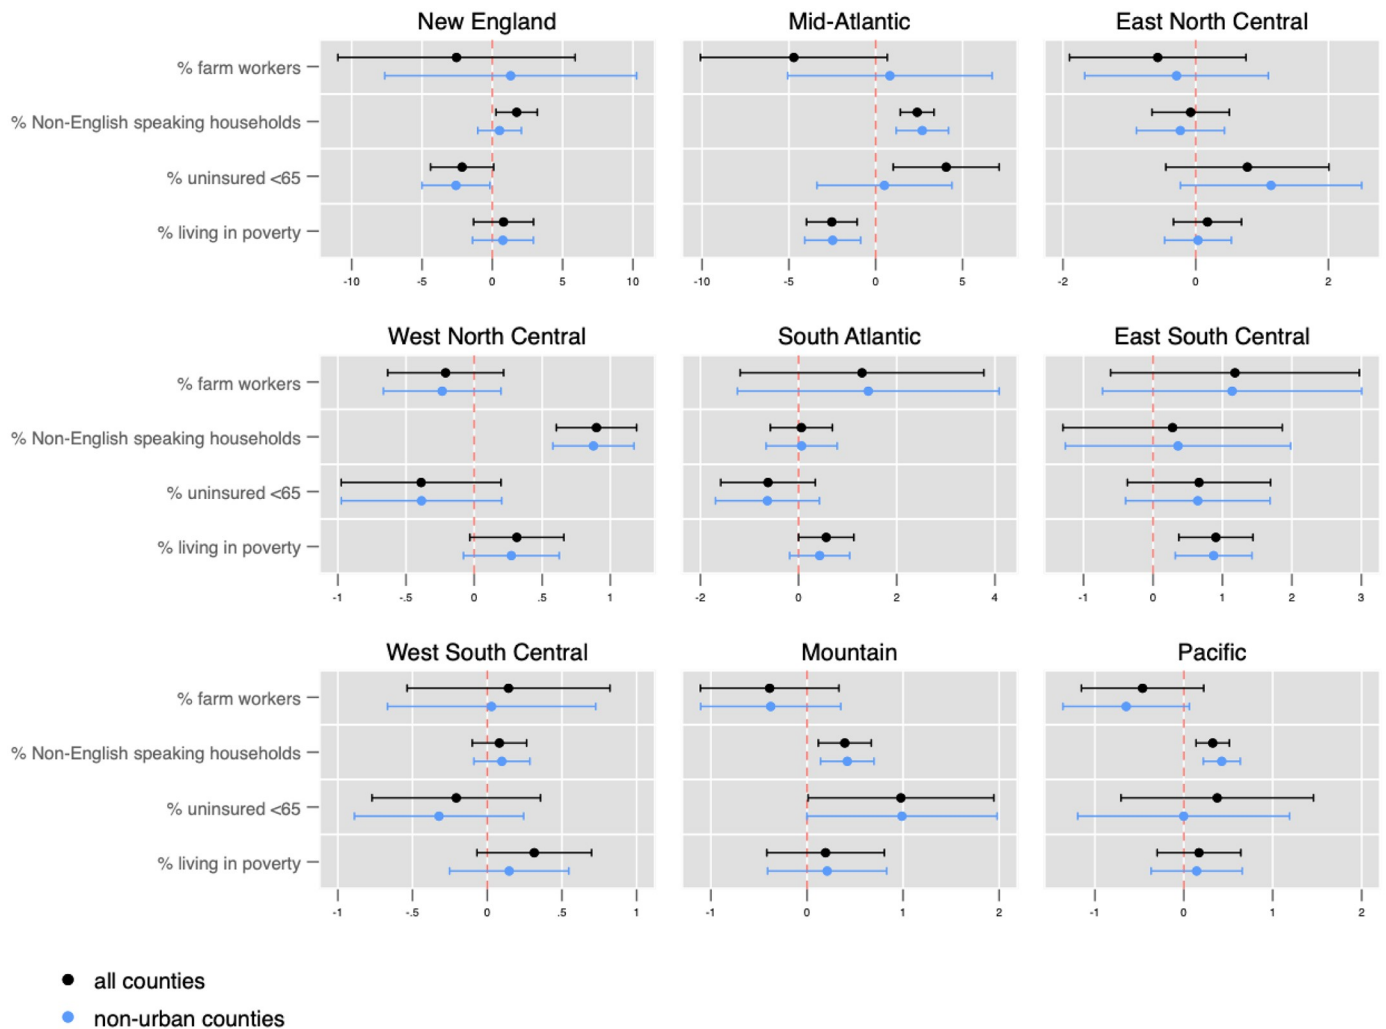 New England Mid-Atlantic East North Central
% farm workers
% Non-English speaking households
% uninsured <65
% living in poverty
-10 -5 0 5 10 -10 -5 0 5 -2 0 2
West North Central South Atlantic East South Central
% farm workers
% Non-English speaking households
% uninsured <65
% living in poverty
-1 -.5 0 .5 1 -2 0 2 4 -1 0 1 2 3
West South Central Mountain Pacific
% farm workers
% Non-English speaking households
% uninsured <65
% living in poverty
-1 -.5 0 .5 1 -1 0 1 2 -1 0 1 2
all counties
non-urban counties